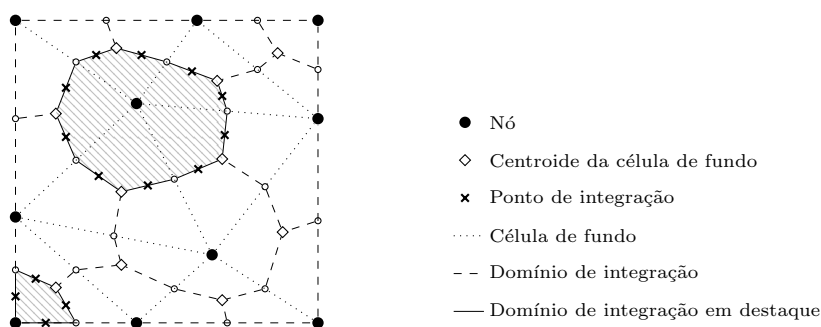 Nó
Centroide da célula de fundo
Ponto de integração
Célula de fundo
Domínio de integração
Domínio de integração em destaque